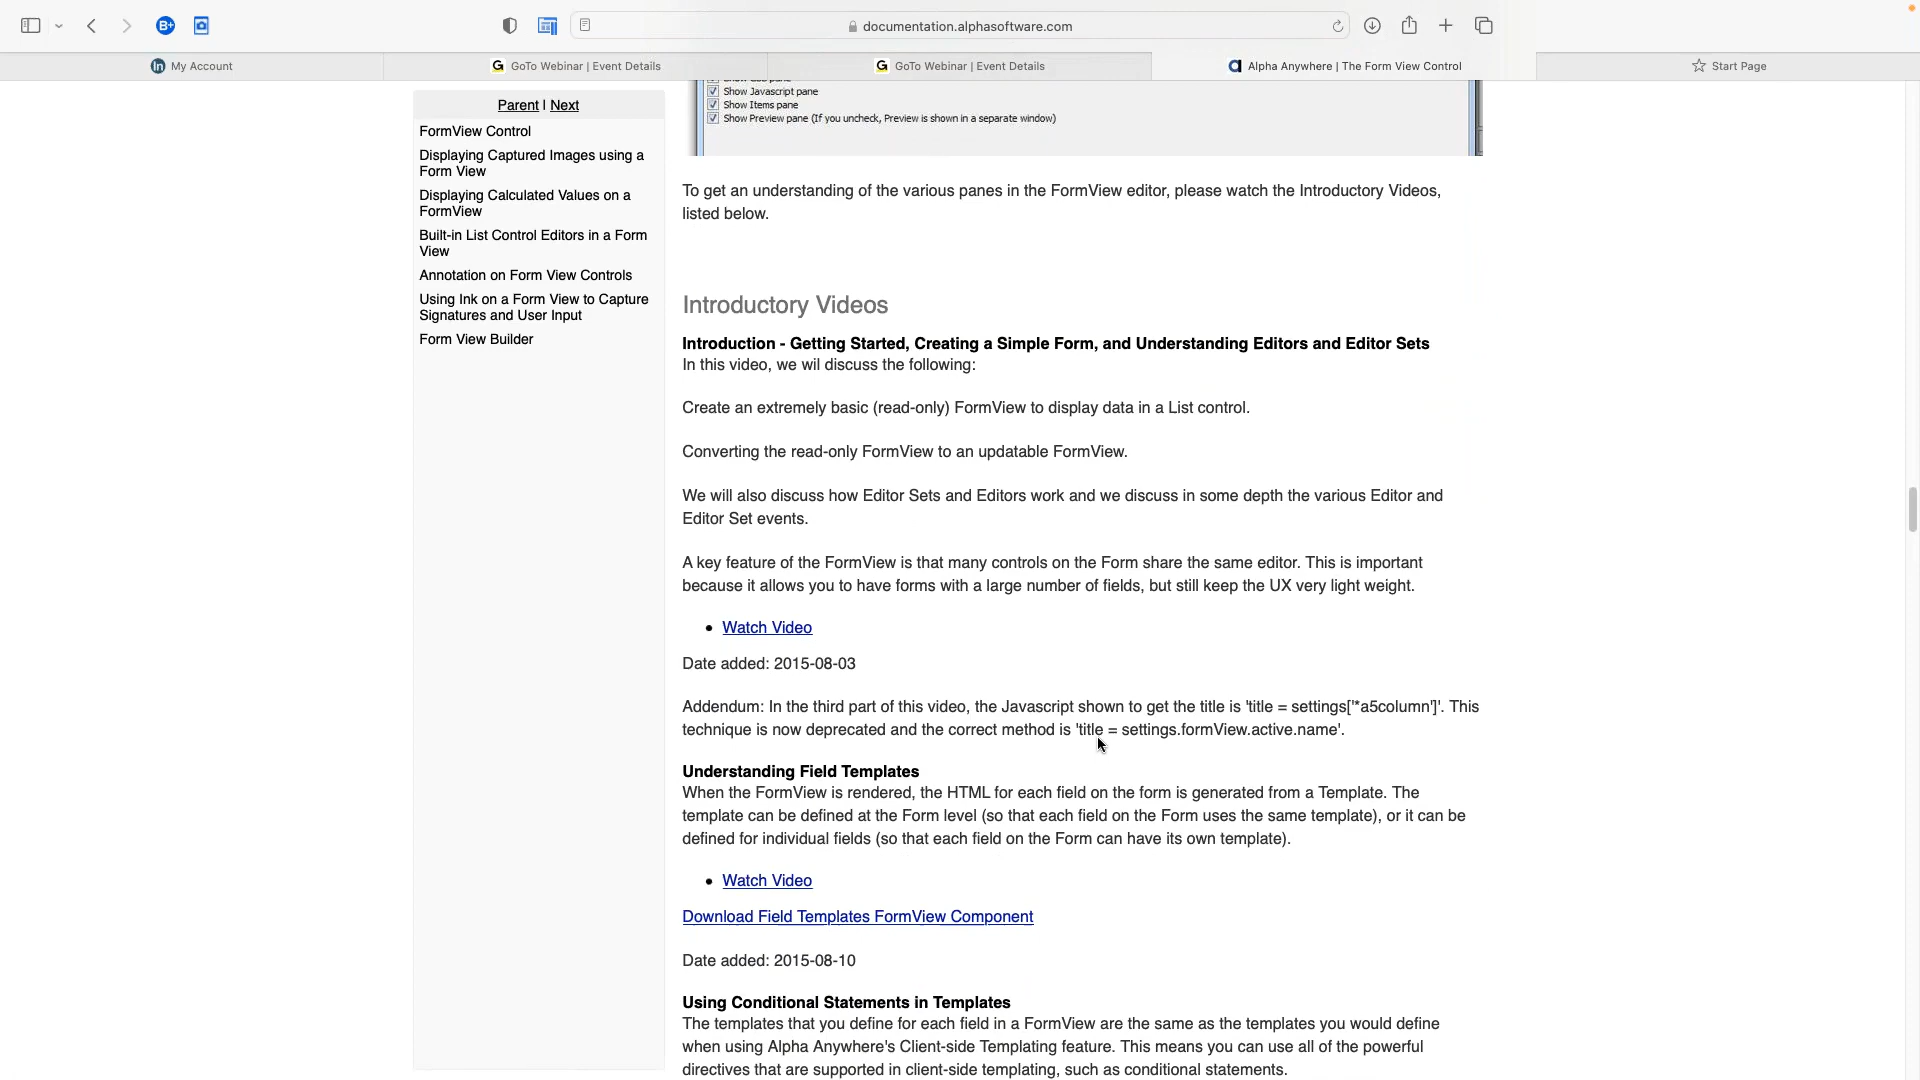 B+
documentation.alphasoftware.com
My Account
GoTo Webinar | Event Details
GoTo Webinar | Event Details
Alpha Anywhere | The Form View Control
Start Page
Parent | Next
FormView Control
Displaying Captured Images using a
Form View
Displaying Calculated Values on a
FormView
Built-in List Control Editors in a Form
View
Annotation on Form View Controls
Using Ink on a Form View to Capture
Signatures and User Input
Form View Builder
Show Javascript pane
Show Items pane
Show Preview pane (If you uncheck, Preview is shown in a separate window)
To get an understanding of the various panes in the FormView editor, please watch the Introductory Videos,
listed below.
Introductory Videos
Introduction - Getting Started, Creating a Simple Form, and Understanding Editors and Editor Sets
In this video, we wil discuss the following:
Create an extremely basic (read-only) FormView to display data in a List control.
Converting the read-only FormView to an updatable FormView.
We will also discuss how Editor Sets and Editors work and we discuss in some depth the various Editor and
Editor Set events.
A key feature of the FormView is that many controls on the Form share the same editor. This is important
because it allows you to have forms with a large number of fields, but still keep the UX very light weight.
Watch Video
Date added: 2015-08-03
Addendum: In the third part of this video, the Javascript shown to get the title is 'title = settings['*a5column']'. This
technique is now deprecated and the correct method is 'title = settings.formView.active.name'.
Understanding Field Templates
When the FormView is rendered, the HTML for each field on the form is generated from a Template. The
template can be defined at the Form level (so that each field on the Form uses the same template), or it can be
defined for individual fields (so that each field on the Form can have its own template).
Watch Video
Download Field Templates FormView Component
Date added: 2015-08-10
Using Conditional Statements in Templates
The templates that you define for each field in a FormView are the same as the templates you would define
when using Alpha Anywhere's Client-side Templating feature. This means you can use all of the powerful
directives that are supported in client-side templating, such as conditional statements.